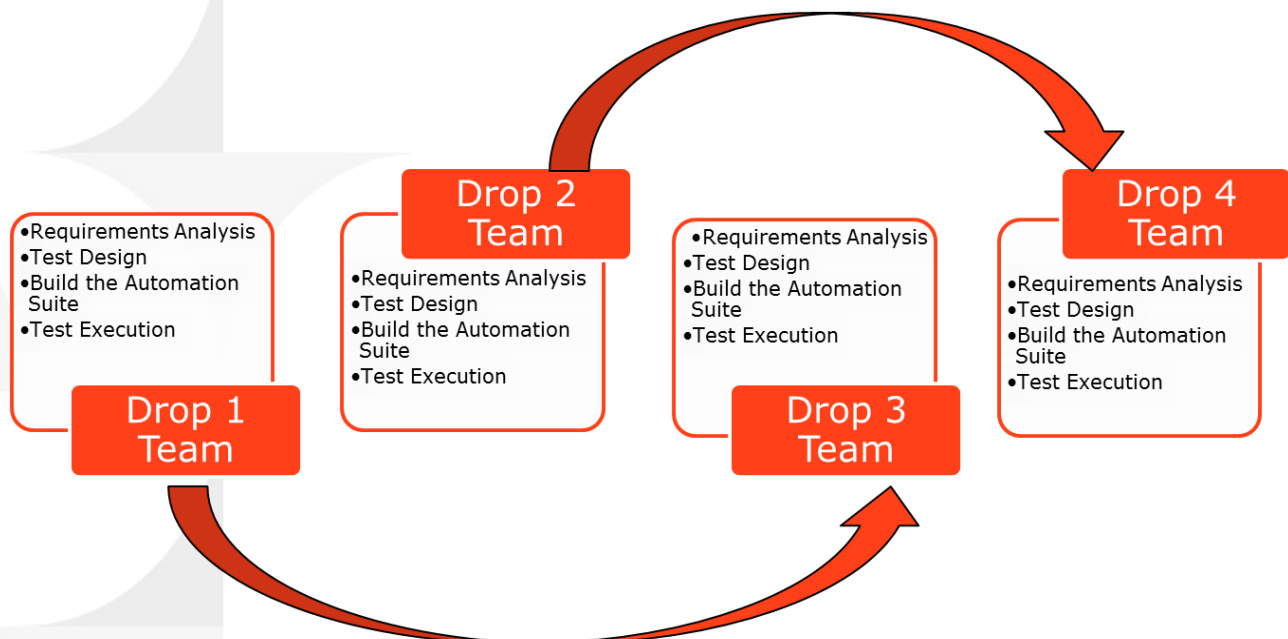 •Requirements Analysis
•Test Design
•Build the Automation
Suite
•Test Execution
Drop 1
Team
Drop 2
Team
•Requirements Analysis
•Test Design
•Build the Automation
Suite
•Test Execution
•Requirements Analysis
•Test Design
•Build the Automation
Suite
•Test Execution
Drop 3
Team
Drop 4
Team
•Requirements Analysis
•Test Design
•Build the Automation
Suite
•Test Execution